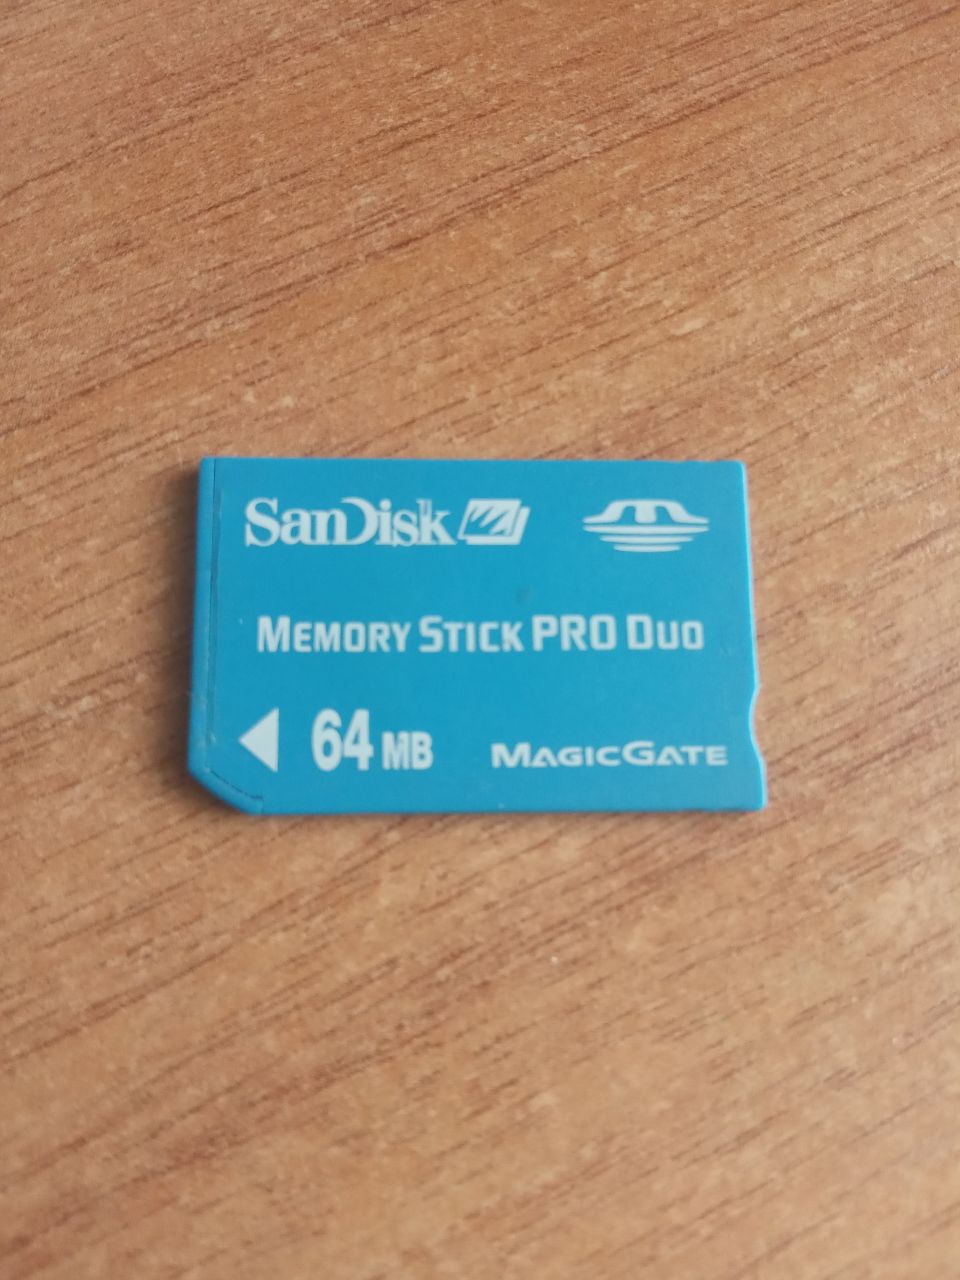 SanDisk
MEMORY STICK PRO DUO
64 MB MAGICGATE